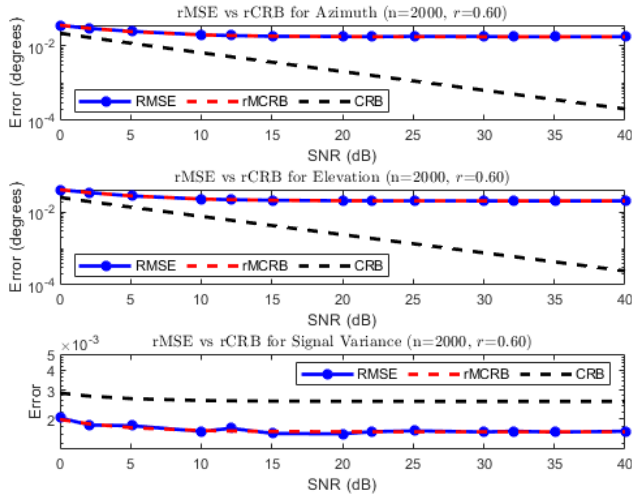 rMSE vs rCRB for Azimuth (n=2000, r=0.60)
Error (degrees)
10^-2
10^-4
RMSE rMCRB CRB
0 5 10 15 20 25 30 35 40
SNR (dB)
rMSE vs rCRB for Elevation (n=2000, r=0.60)
Error (degrees)
10^-2
10^-4
RMSE rMCRB CRB
0 5 10 15 20 25 30 35 40
SNR (dB)
rMSE vs rCRB for Signal Variance (n=2000, r=0.60)
×10^-3
Error
5
4
3
2
RMSE rMCRB CRB
0 5 10 15 20 25 30 35 40
SNR (dB)